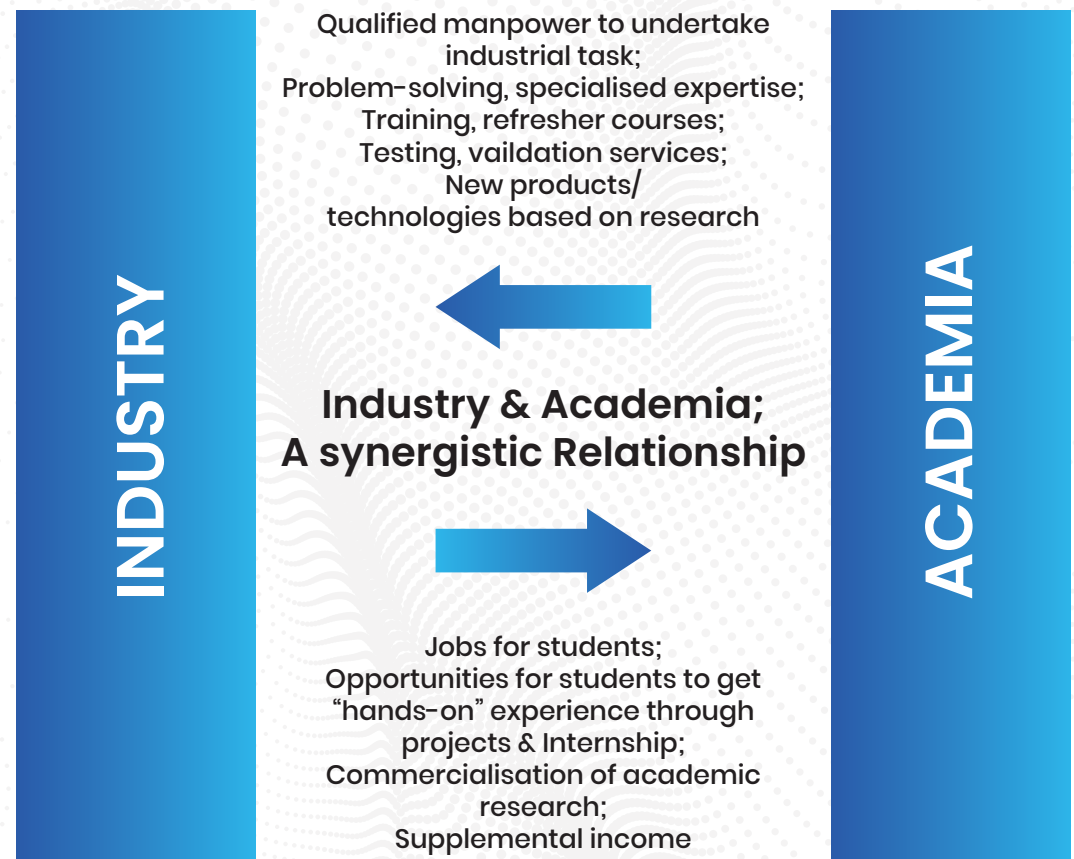 INDUSTRY
Qualified manpower to undertake
industrial task;
Problem-solving, specialised expertise;
Training, refresher courses;
Testing, vaildation services;
New products/
technologies based on research
Industry & Academia;
A synergistic Relationship
Jobs for students;
Opportunities for students to get
“hands-on” experience through
projects & Internship;
Commercialisation of academic
research;
Supplemental income
ACADEMIA